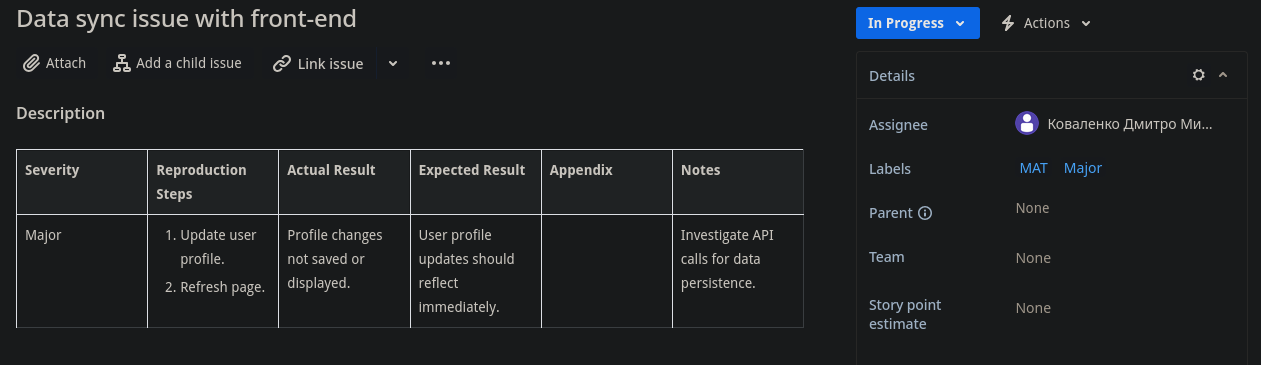 Data sync issue with front-end
In Progress
Actions
Attach
Add a child issue
Link issue
Description
Severity
Reproduction
Steps
Actual Result
Expected Result
Appendix
Notes
Major
1. Update user
profile.
2. Refresh page.
Profile changes
not saved or
displayed.
User profile
updates should
reflect
immediately.
Investigate API
calls for data
persistence.
Details
Assignee
Коваленко Дмитро Ми...
Labels
MAT Major
Parent
None
Team
None
Story point
estimate
None